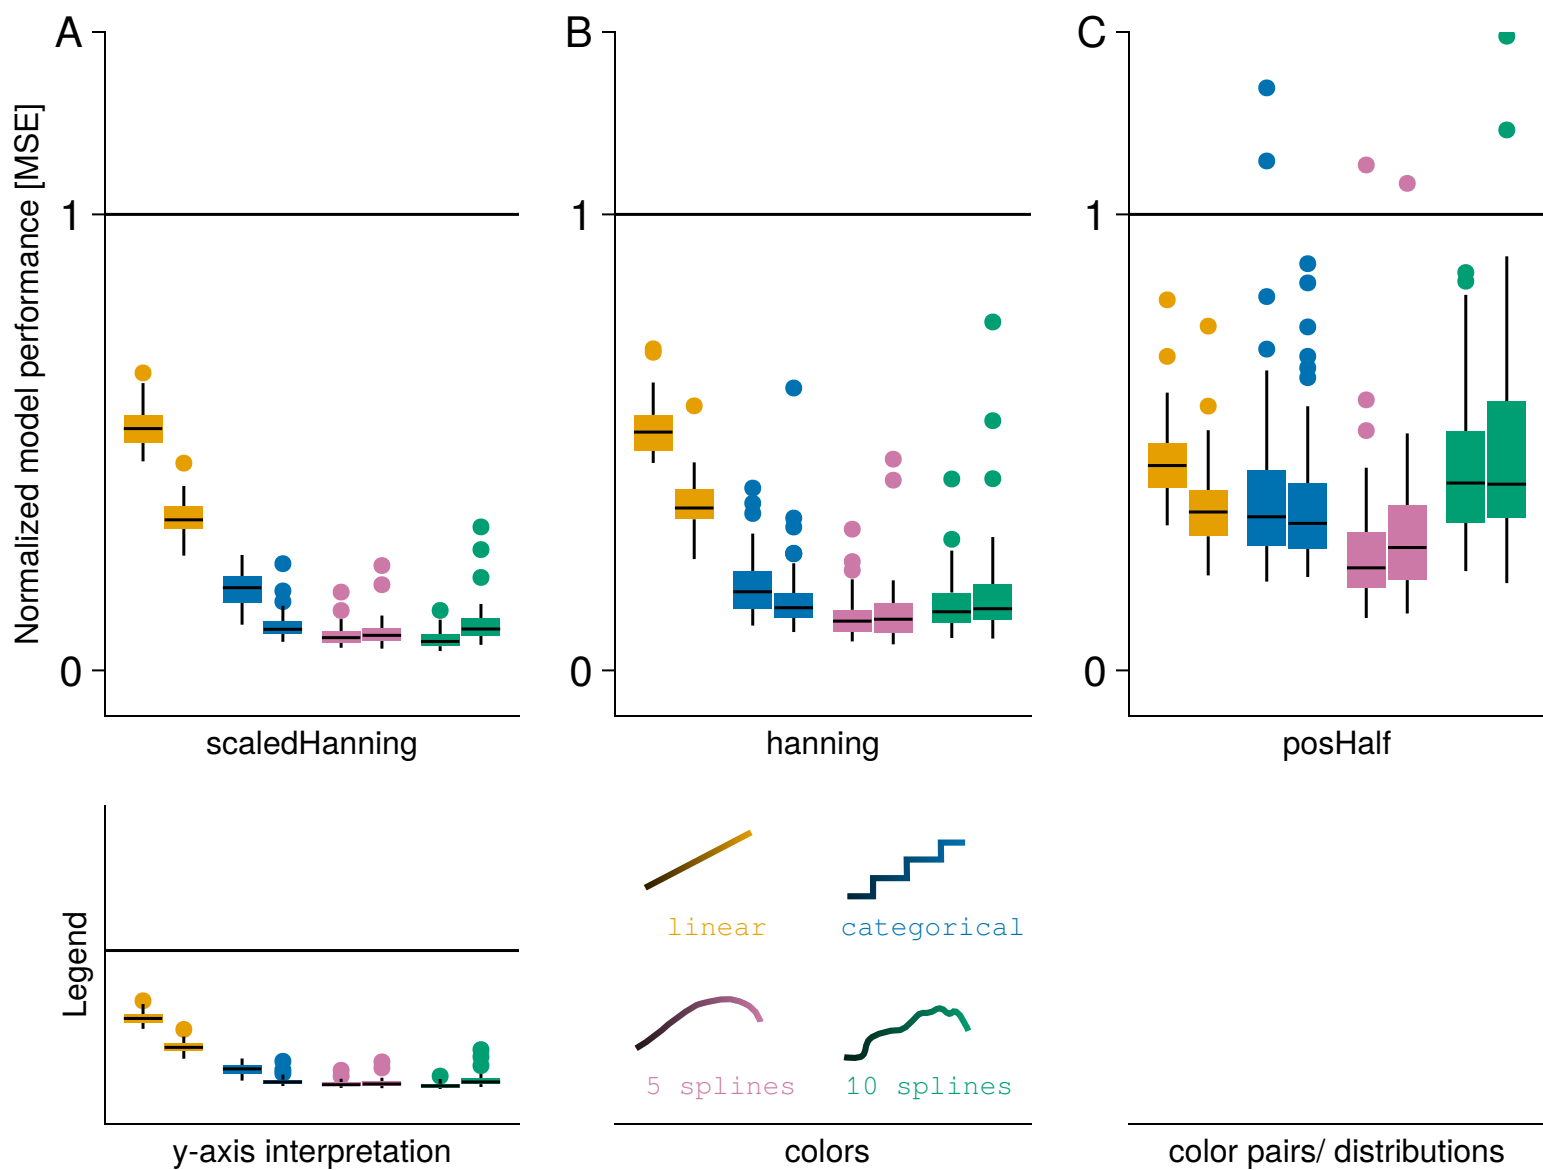 A
B
C
Normalized model performance [MSE]
1
0
1
0
1
0
scaledHanning
hanning
posHalf
Legend
linear
categorical
5 splines
10 splines
y-axis interpretation
colors
color pairs/ distributions